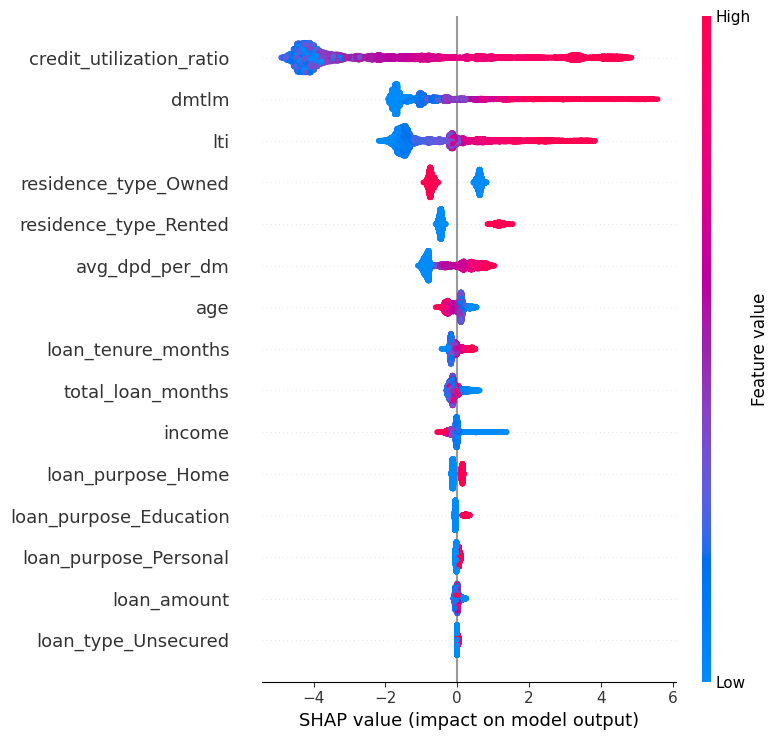 High
credit_utilization_ratio
dmtlm
lti
residence_type_Owned
residence_type_Rented
avg_dpd_per_dm
age
loan_tenure_months
total_loan_months
income
loan_purpose_Home
loan_purpose_Education
loan_purpose_Personal
loan_amount
loan_type_Unsecured
Feature value
Low
−4 −2 0 2 4 6
SHAP value (impact on model output)